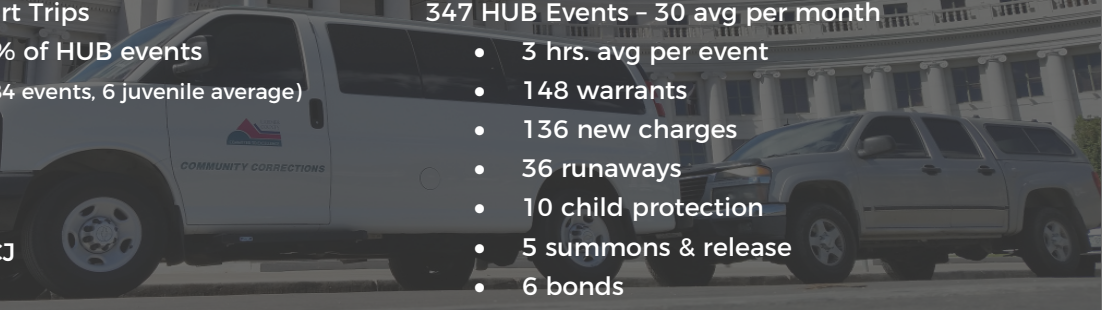 rt Trips
% of HUB events
4 events, 6 juvenile average)
CJ
347 HUB Events – 30 avg per month
• 3 hrs. avg per event
• 148 warrants
• 136 new charges
• 36 runaways
• 10 child protection
• 5 summons & release
• 6 bonds
COMMUNITY CORRECTIONS